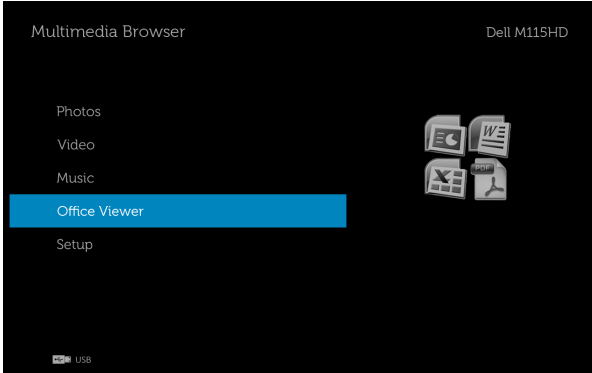 Multimedia Browser
Dell M115HD
Photos
Video
Music
Office Viewer
Setup
W
X
PDF
USB